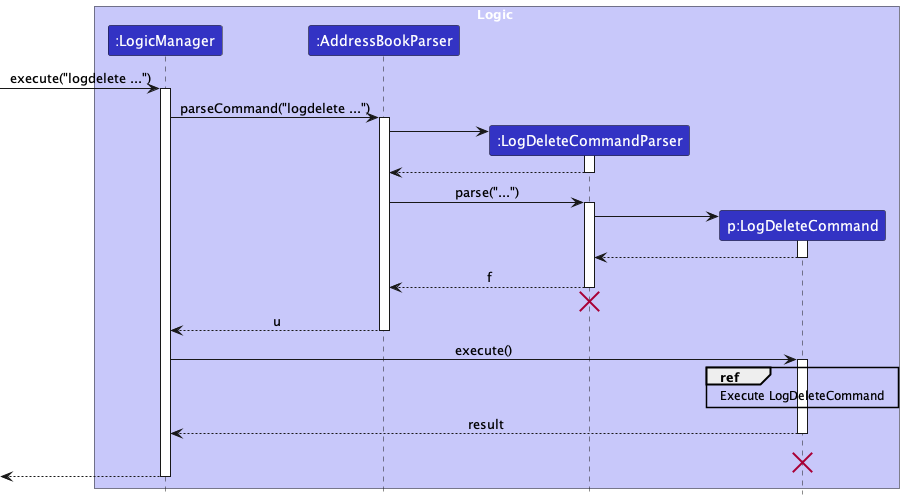 Logic
:LogicManager
:AddressBookParser
execute("logdelete ...")
parseCommand("logdelete ...")
:LogDeleteCommandParser
parse("...")
p:LogDeleteCommand
f
u
execute()
ref
Execute LogDeleteCommand
result